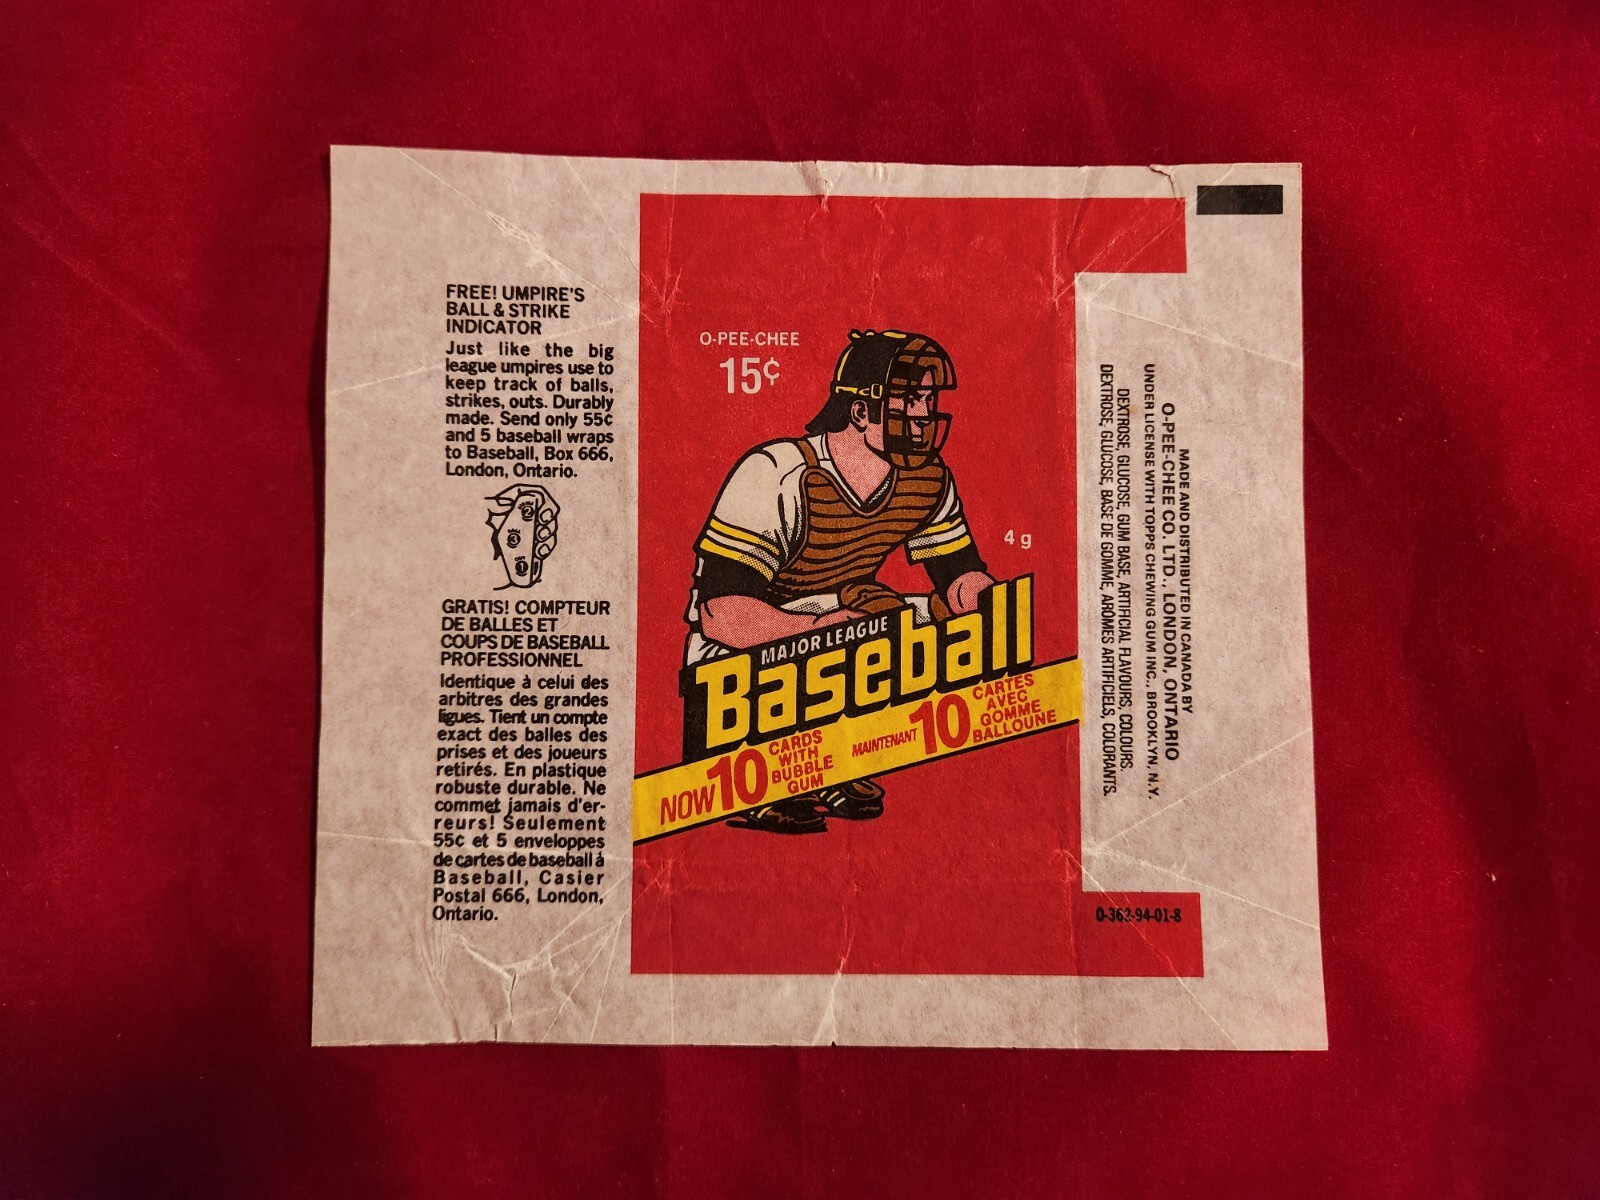 FREE! UMPIRE'S
BALL & STRIKE
INDICATOR
Just like the big
league umpires use to
keep track of balls,
strikes, outs. Durably
made. Send only 55¢
and 5 baseball wraps
to Baseball, Box 666,
London, Ontario.
2
3
1
GRATIS! COMPTEUR
DE BALLES ET
COUPS DE BASEBALL
PROFESSIONNEL
Identique à celui des
arbitres des grandes
ligues. Tient un compte
exact des balles des
prises et des joueurs
retirés. En plastique
robuste durable. Ne
commet jamais d'er-
reurs! Seulement
55¢ et 5 enveloppes
de cartes de baseball à
Baseball, Casier
Postal 666, London,
Ontario.
O-PEE-CHEE
15¢
4 g
MAJOR LEAGUE
Baseball
NOW 10 CARDS
WITH
BUBBLE
GUM
MAINTENANT 10 CARTES
AVEC
GOMME
BALLOUNE
MADE AND DISTRIBUTED IN CANADA BY
O-PEE-CHEE CO. LTD., LONDON, ONTARIO
UNDER LICENSE WITH TOPPS CHEWING GUM INC., BROOKLYN, N.Y.
DEXTROSE, GLUCOSE, GUM BASE, ARTIFICIAL FLAVOURS, COLOURS.
DEXTROSE, GLUCOSE, BASE DE GOMME, ARÔMES ARTIFICIELS, COLORANTS.
0-362-94-01-8